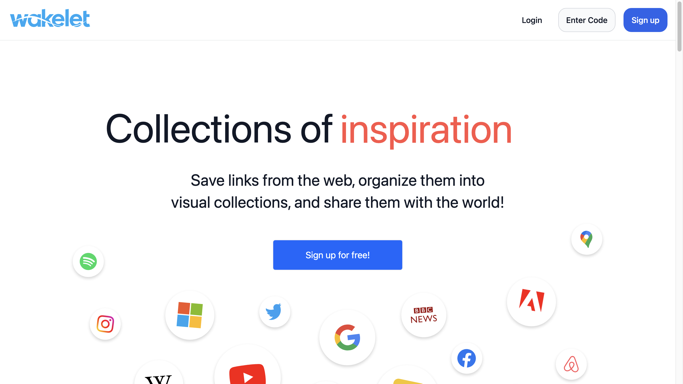 wakelet
Login
Enter Code
Sign up
Collections of inspiration
Save links from the web, organize them into
visual collections, and share them with the world!
Sign up for free!
BBC
NEWS
W